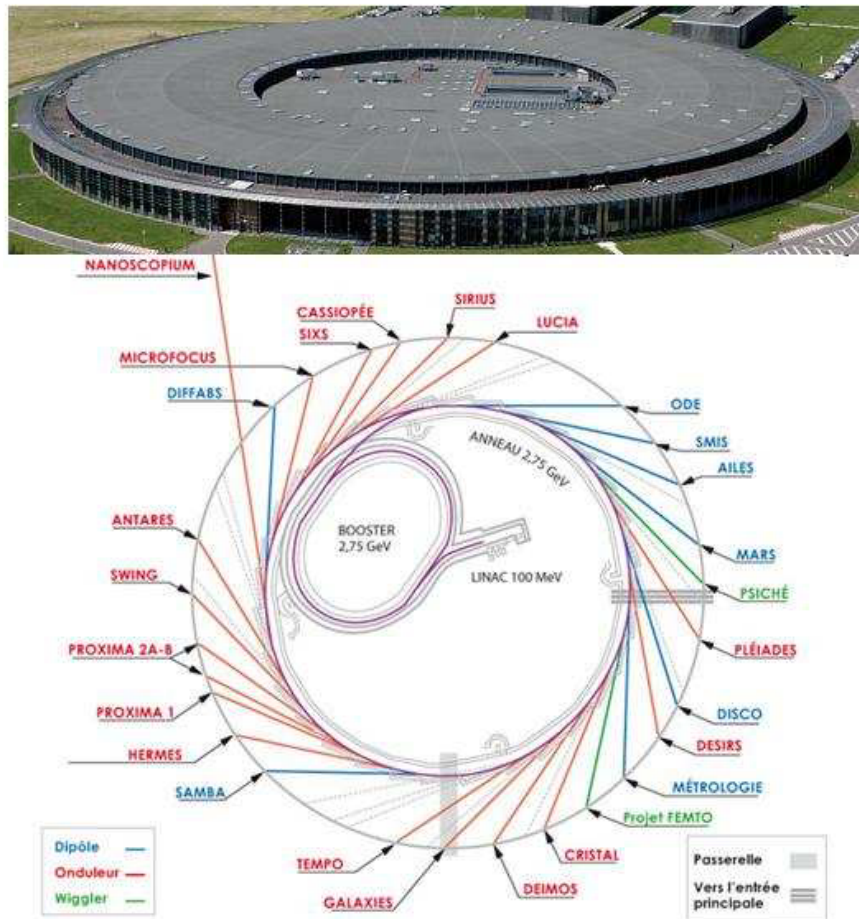 NANOSCOPIUM
SIRIUS
CASSIOPÉE
LUCIA
SIXS
MICROFOCUS
DIFFABS
ODE
SMIS
ANNEAU 2,75 GeV
AILES
ANTARES
BOOSTER
2,75 GeV
MARS
LINAC 100 MeV
SWING
PSICHÉ
PROXIMA 2A-B
PLÉIADES
PROXIMA 1
DISCO
HERMES
DESIRS
SAMBA
MÉTROLOGIE
Projet FEMTO
TEMPO
CRISTAL
GALAXIES
DEIMOS
Dipôle
Onduleur
Wiggler
Passerelle
Vers l'entrée
principale